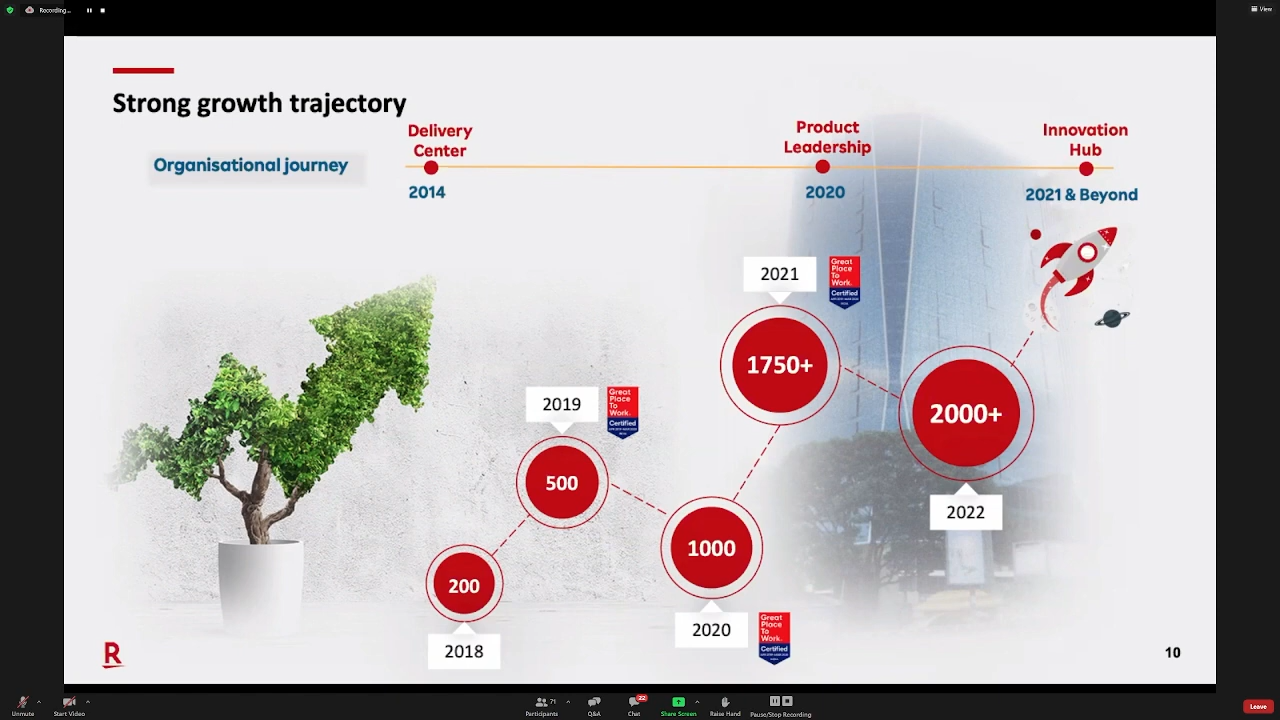 Recording...
View
Strong growth trajectory
Delivery
Center
Product
Leadership
Innovation
Hub
Organisational journey
2014
2020
2021 & Beyond
2021
Great
Place
To
Work.
Certified
1750+
2019
Great
Place
To
Work.
Certified
2000+
500
2022
1000
200
2020
Great
Place
To
Work.
Certified
2018
R
10
Unmute
Start Video
71
Participants
Q&A
22
Chat
Share Screen
Raise Hand
Pause/Stop Recording
Leave